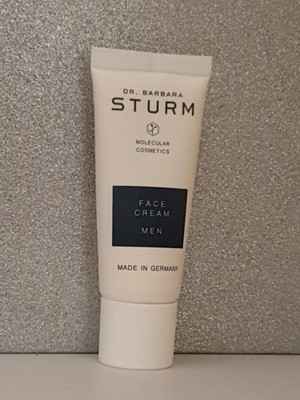 DR. BARBARA
STURM
MOLECULAR
COSMETICS
FACE
CREAM
MEN
MADE IN GERMANY